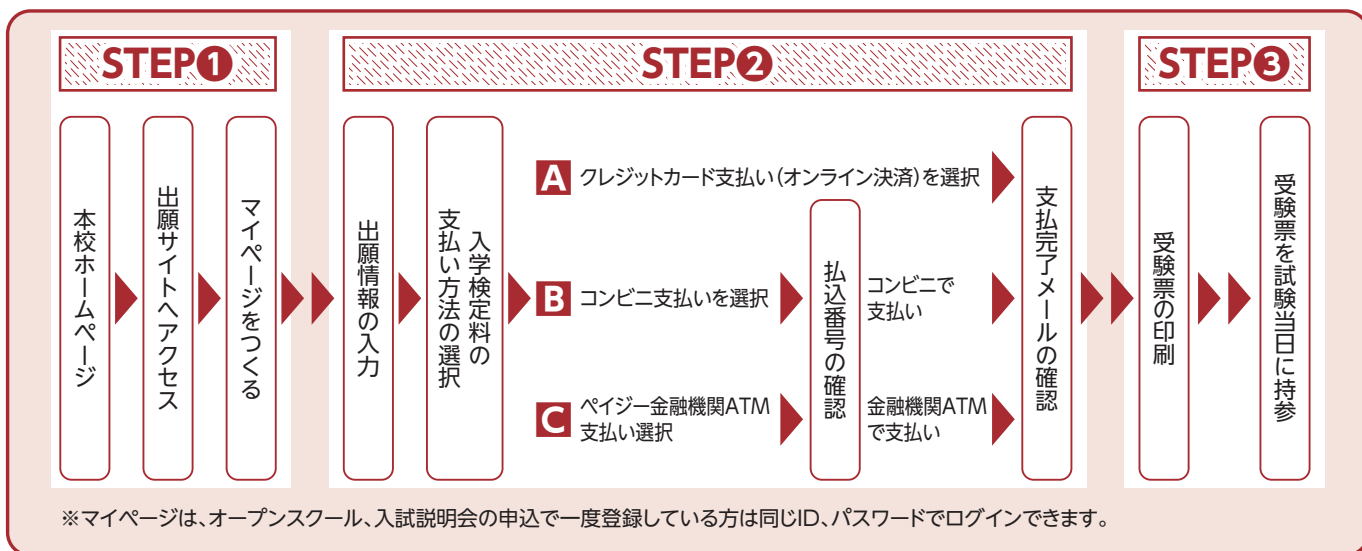 STEP❶
本校ホームページ
出願サイトへアクセス
マイページをつくる
STEP❷
出願情報の入力
入学検定料の
支払い方法の選択
A クレジットカード支払い(オンライン決済)を選択
B コンビニ支払いを選択
C ペイジー金融機関ATM
支払い選択
払込番号の確認
コンビニで
支払い
金融機関ATM
で支払い
支払完了メールの確認
STEP❸
受験票の印刷
受験票を試験当日に持参
※マイページは、オープンスクール、入試説明会の申込で一度登録している方は同じID、パスワードでログインできます。